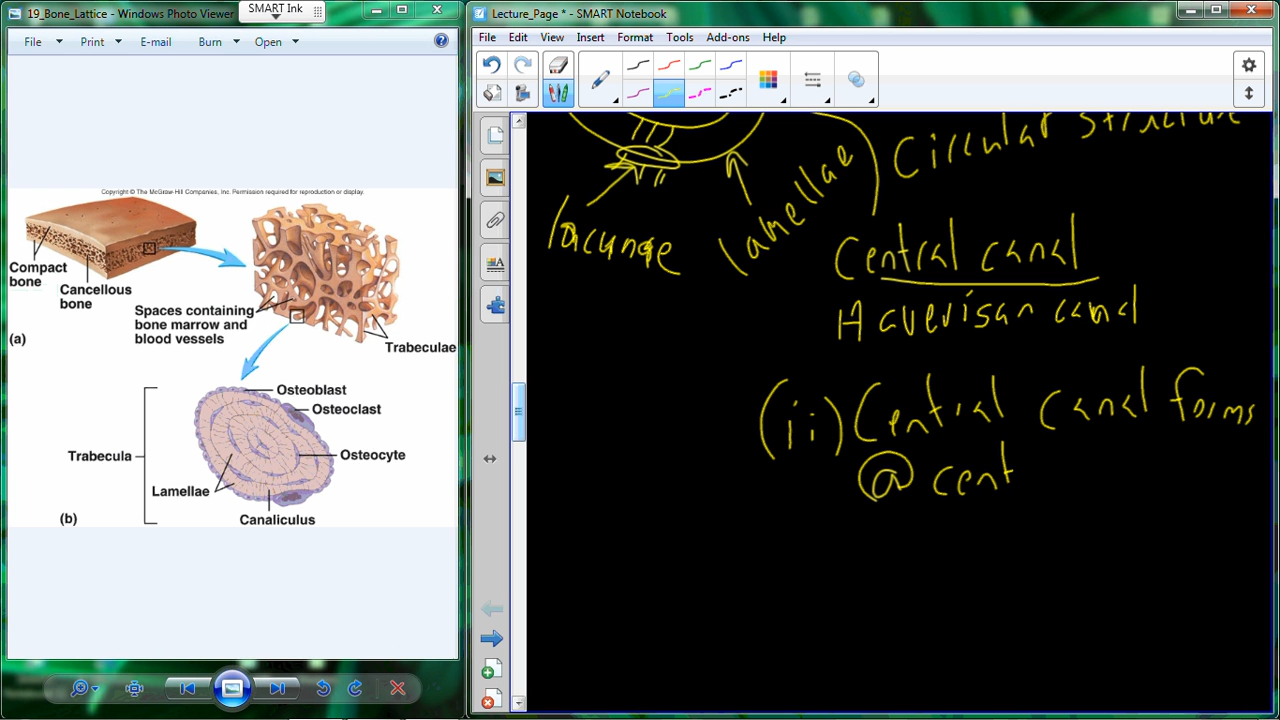 19_Bone_Lattice - Windows Photo Viewer
SMART Ink
File Print E-mail Burn Open
Copyright © The McGraw-Hill Companies, Inc. Permission required for reproduction or display.
Compact
bone
Cancellous
bone
Spaces containing
bone marrow and
blood vessels
Trabeculae
(a)
Osteoblast
Osteoclast
Trabecula
Osteocyte
Lamellae
Canaliculus
(b)
Lecture_Page * - SMART Notebook
File Edit View Insert Format Tools Add-ons Help
Circular structure
lacunae
lamellae
Central canal
Haverisan canal
(ii) Central canal forms
@ cent